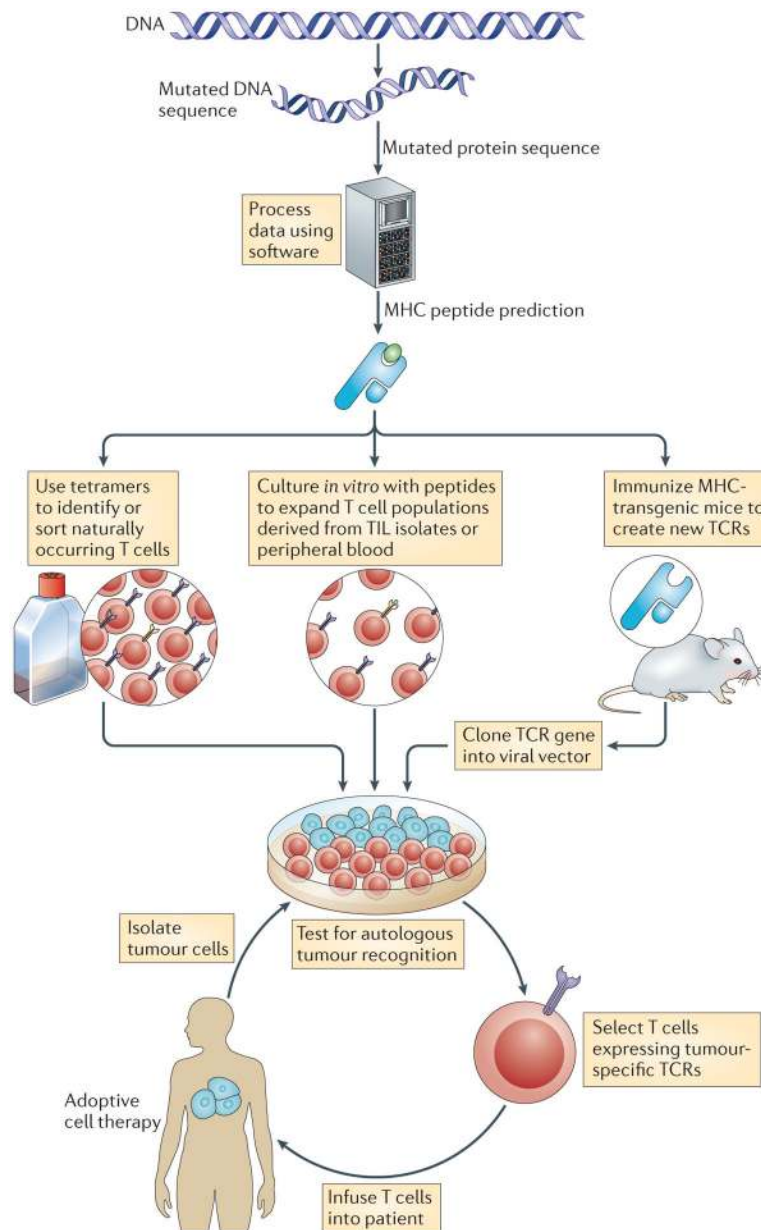 DNA
Mutated DNA
sequence
Mutated protein sequence
Process
data using
software
MHC peptide prediction
Use tetramers
to identify or
sort naturally
occurring T cells
Culture in vitro with peptides
to expand T cell populations
derived from TIL isolates or
peripheral blood
Immunize MHC-
transgenic mice to
create new TCRs
Clone TCR gene
into viral vector
Isolate
tumour cells
Test for autologous
tumour recognition
Select T cells
expressing tumour-
specific TCRs
Adoptive
cell therapy
Infuse T cells
into patient